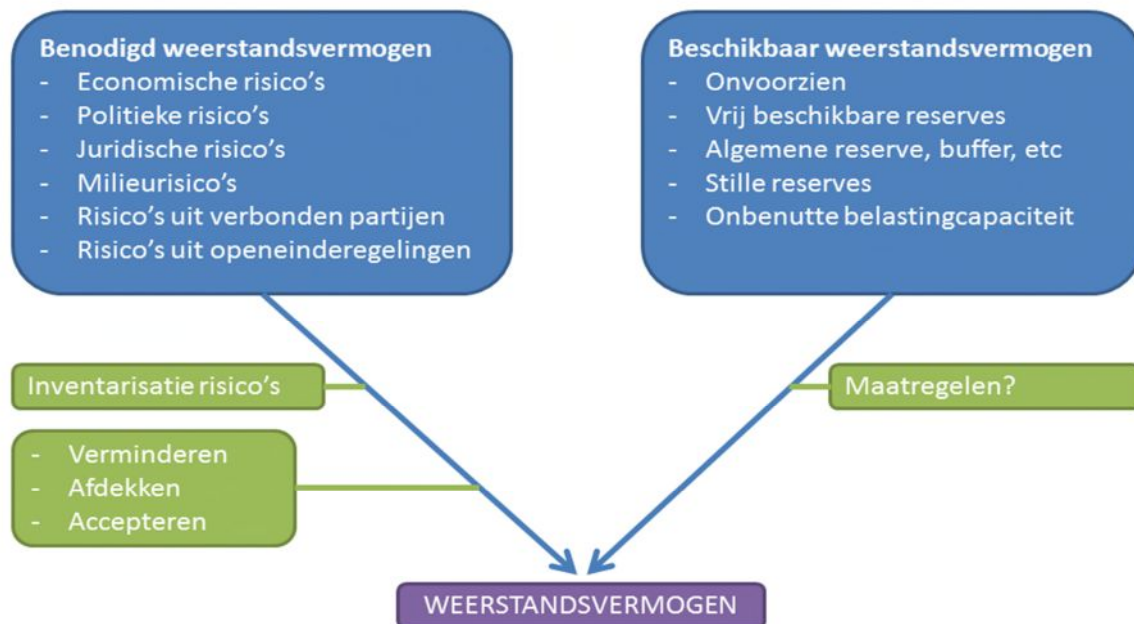 Benodigd weerstandsvermogen
- Economische risico's
- Politieke risico's
- Juridische risico's
- Milieurisico's
- Risico's uit verbonden partijen
- Risico's uit openeinderegelingen
Beschikbaar weerstandsvermogen
- Onvoorzien
- Vrij beschikbare reserves
- Algemene reserve, buffer, etc
- Stille reserves
- Onbenutte belastingcapaciteit
Inventarisatie risico's
Maatregelen?
- Verminderen
- Afdekken
- Accepteren
WEERSTANDSVERMOGEN